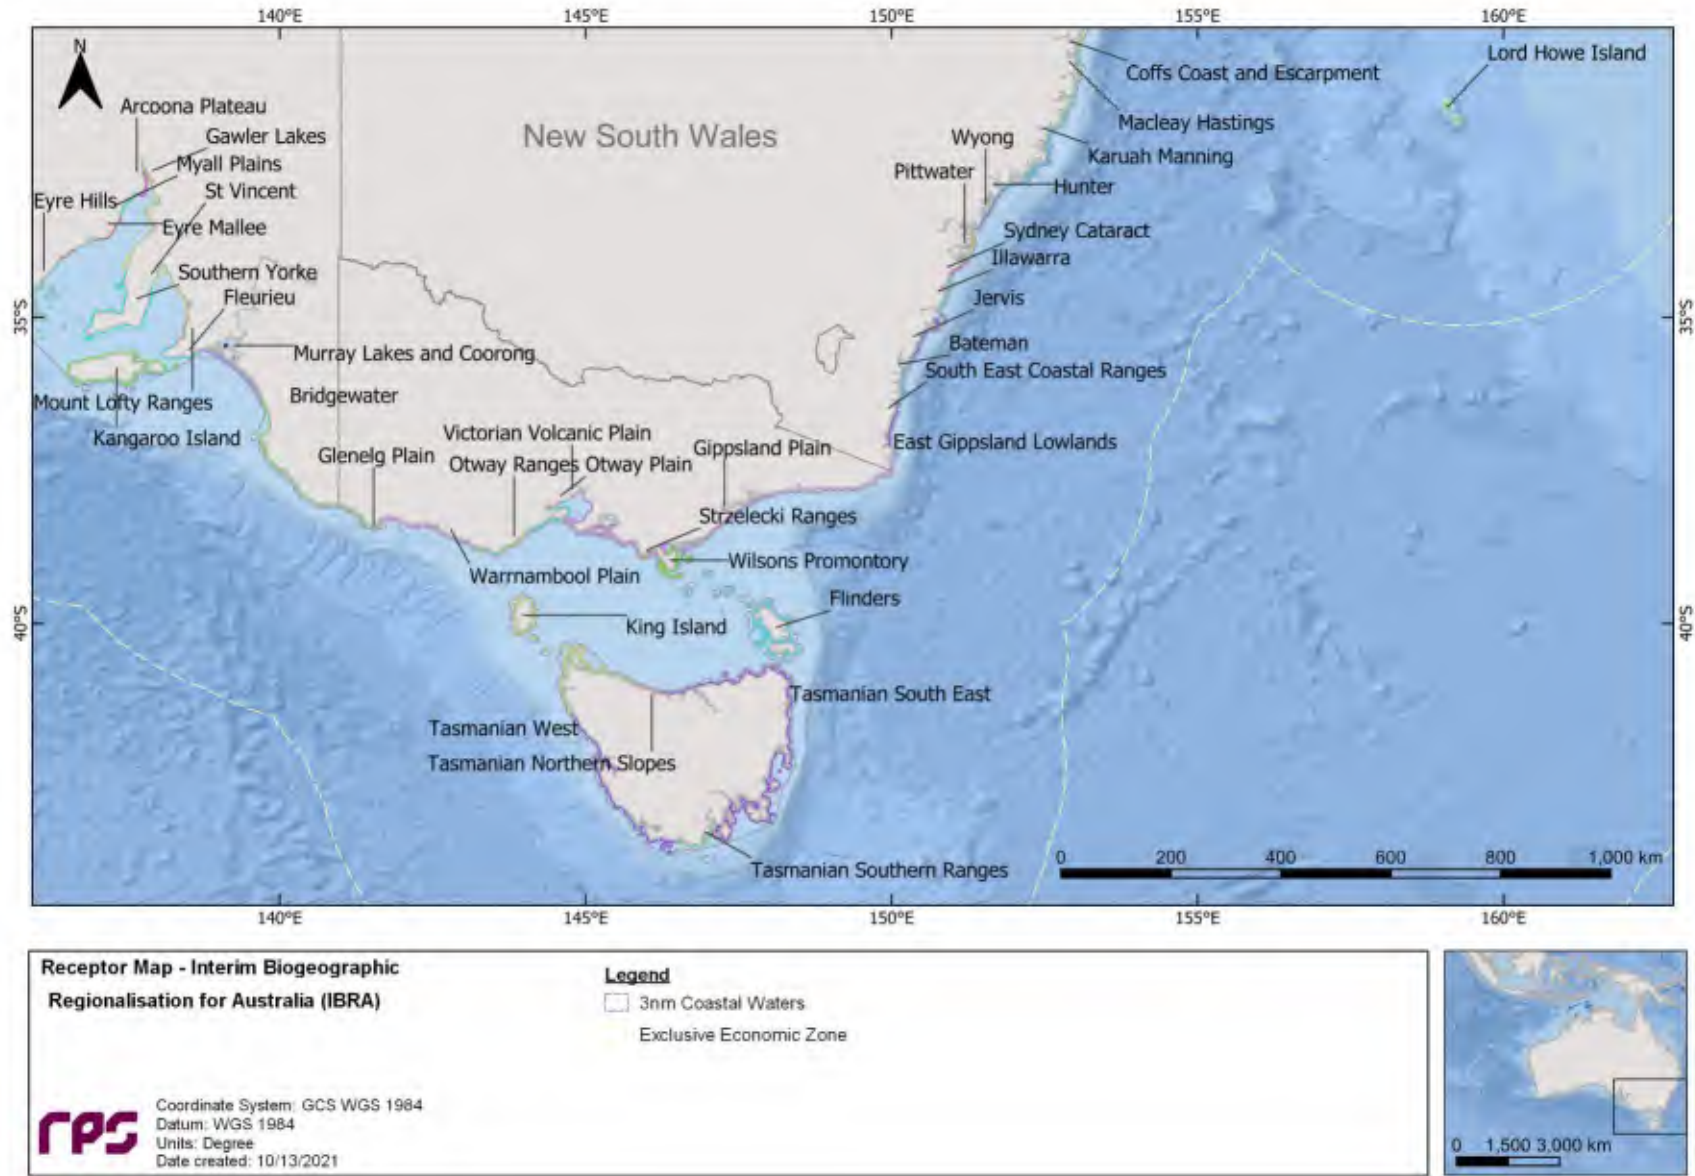 140°E 145°E 150°E 155°E 160°E
N
Lord Howe Island
Coffs Coast and Escarpment
Arcoona Plateau
Gawler Lakes
New South Wales
Macleay Hastings
Wyong
Myall Plains
Karuah Manning
Pittwater
St Vincent
Hunter
Eyre Hills
Eyre Mallee
Sydney Cataract
Illawarra
Southern Yorke
Fleurieu
Jervis
35°S
35°S
Bateman
Murray Lakes and Coorong
South East Coastal Ranges
Bridgewater
Mount Lofty Ranges
Kangaroo Island
Victorian Volcanic Plain
East Gippsland Lowlands
Gippsland Plain
Glenelg Plain
Otway Ranges Otway Plain
Strzelecki Ranges
Wilsons Promontory
Warrnambool Plain
Flinders
40°S
40°S
King Island
Tasmanian South East
Tasmanian West
Tasmanian Northern Slopes
0 200 400 600 800 1,000 km
Tasmanian Southern Ranges
140°E 145°E 150°E 155°E 160°E
Receptor Map - Interim Biogeographic
Regionalisation for Australia (IBRA)
Legend
3nm Coastal Waters
Exclusive Economic Zone
rps
Coordinate System: GCS WGS 1984
Datum: WGS 1984
Units: Degree
Date created: 10/13/2021
0 1,500 3,000 km